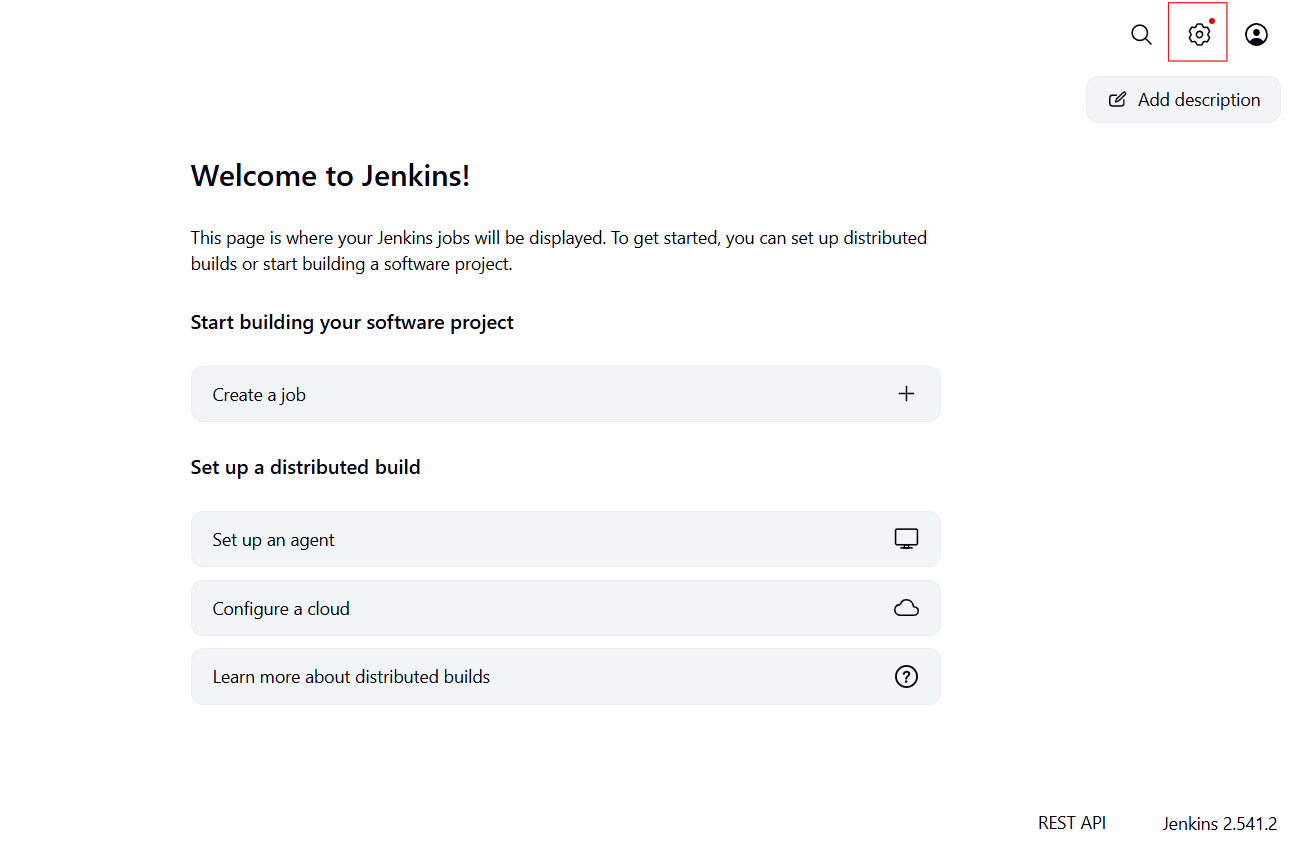 Add description
Welcome to Jenkins!
This page is where your Jenkins jobs will be displayed. To get started, you can set up distributed
builds or start building a software project.
Start building your software project
Create a job
Set up a distributed build
Set up an agent
Configure a cloud
Learn more about distributed builds
REST API
Jenkins 2.541.2